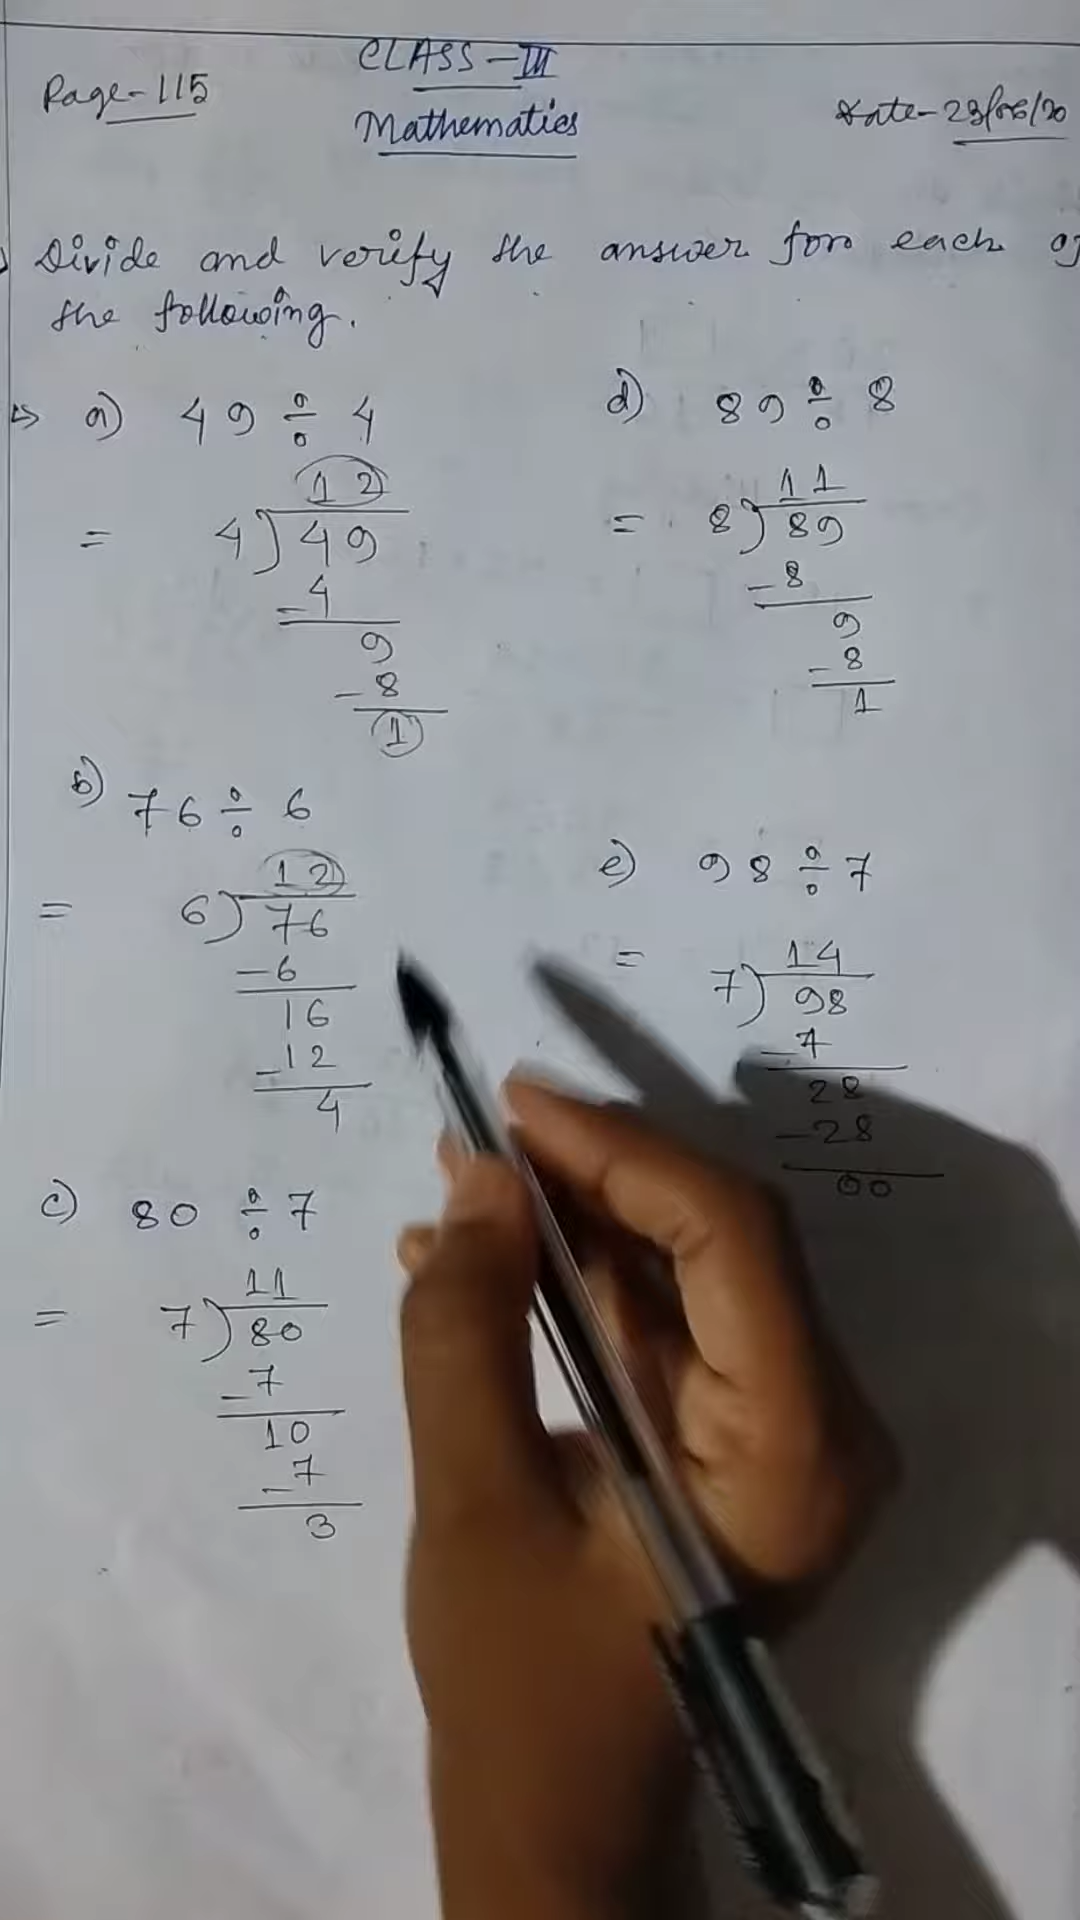 CLASS-III
Page-115
Mathematics
Date-23/06/20
Divide and verify the answer for each of
the following.
a) 49 ÷ 4
12
= 4)49
-4
9
-8
1
b) 76 ÷ 6
12
= 6)76
-6
16
-12
4
c) 80 ÷ 7
11
= 7)80
-7
10
-7
3
d) 89 ÷ 8
11
= 8)89
-8
9
-8
1
e) 98 ÷ 7
14
= 7)98
-7
28
-28
00